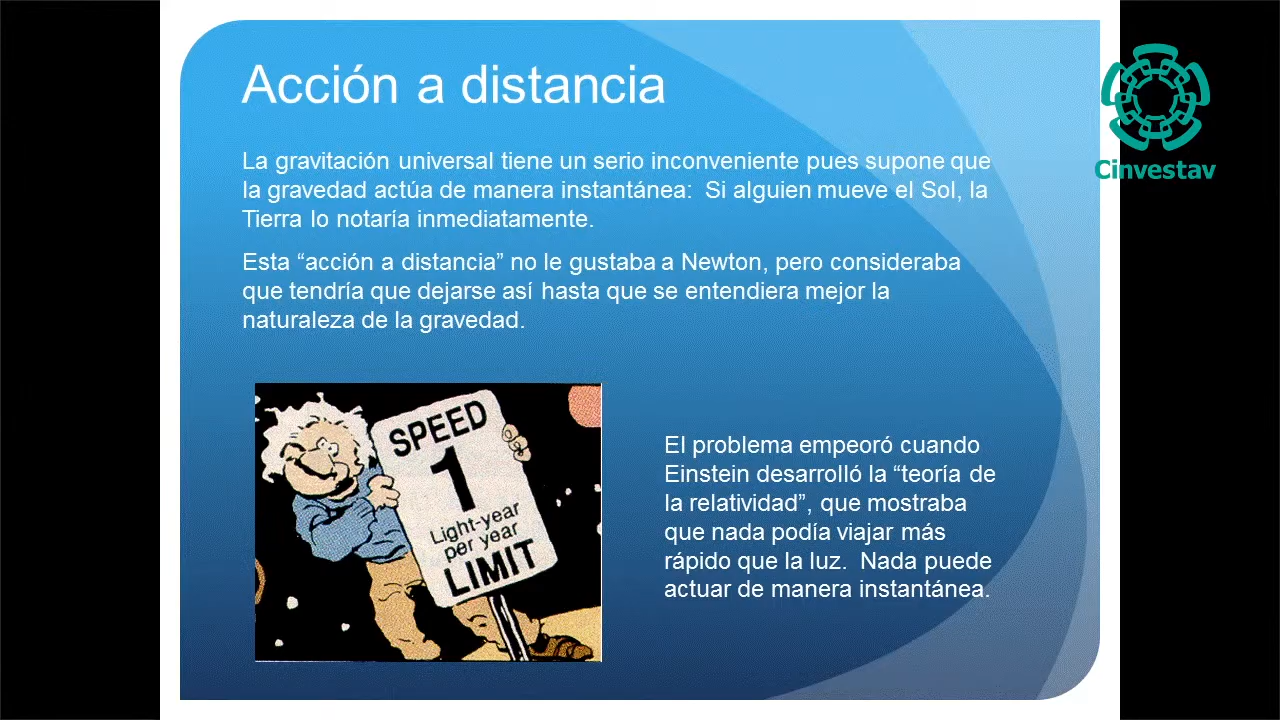 Acción a distancia
La gravitación universal tiene un serio inconveniente pues supone que
la gravedad actúa de manera instantánea:  Si alguien mueve el Sol, la
Tierra lo notaría inmediatamente.
Esta “acción a distancia” no le gustaba a Newton, pero consideraba
que tendría que dejarse así hasta que se entendiera mejor la
naturaleza de la gravedad.
SPEED
1
Light-year
per year
LIMIT
El problema empeoró cuando
Einstein desarrolló la “teoría de
la relatividad”, que mostraba
que nada podía viajar más
rápido que la luz.  Nada puede
actuar de manera instantánea.
Cinvestav